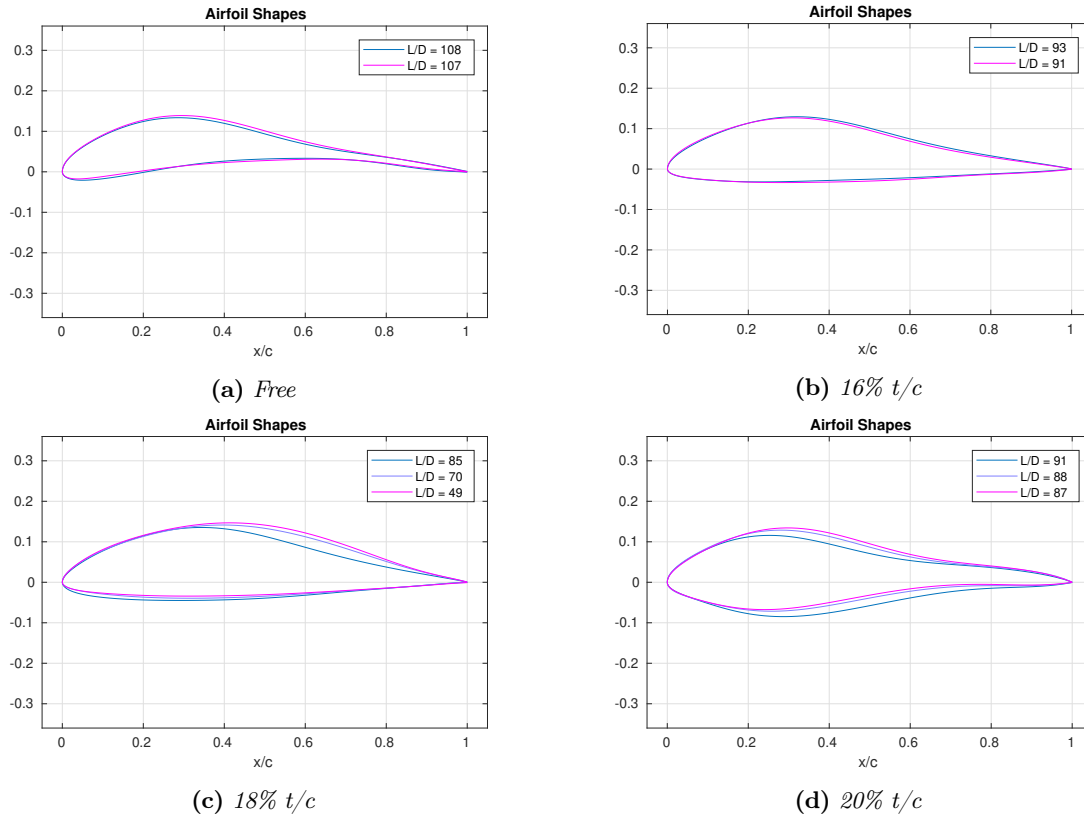 Airfoil Shapes
L/D = 108
L/D = 107
0.3
0.2
0.1
0
-0.1
-0.2
-0.3
0 0.2 0.4 0.6 0.8 1
x/c
(a) Free
Airfoil Shapes
L/D = 93
L/D = 91
0.3
0.2
0.1
0
-0.1
-0.2
-0.3
0 0.2 0.4 0.6 0.8 1
x/c
(b) 16% t/c
Airfoil Shapes
L/D = 85
L/D = 70
L/D = 49
0.3
0.2
0.1
0
-0.1
-0.2
-0.3
0 0.2 0.4 0.6 0.8 1
x/c
(c) 18% t/c
Airfoil Shapes
L/D = 91
L/D = 88
L/D = 87
0.3
0.2
0.1
0
-0.1
-0.2
-0.3
0 0.2 0.4 0.6 0.8 1
x/c
(d) 20% t/c